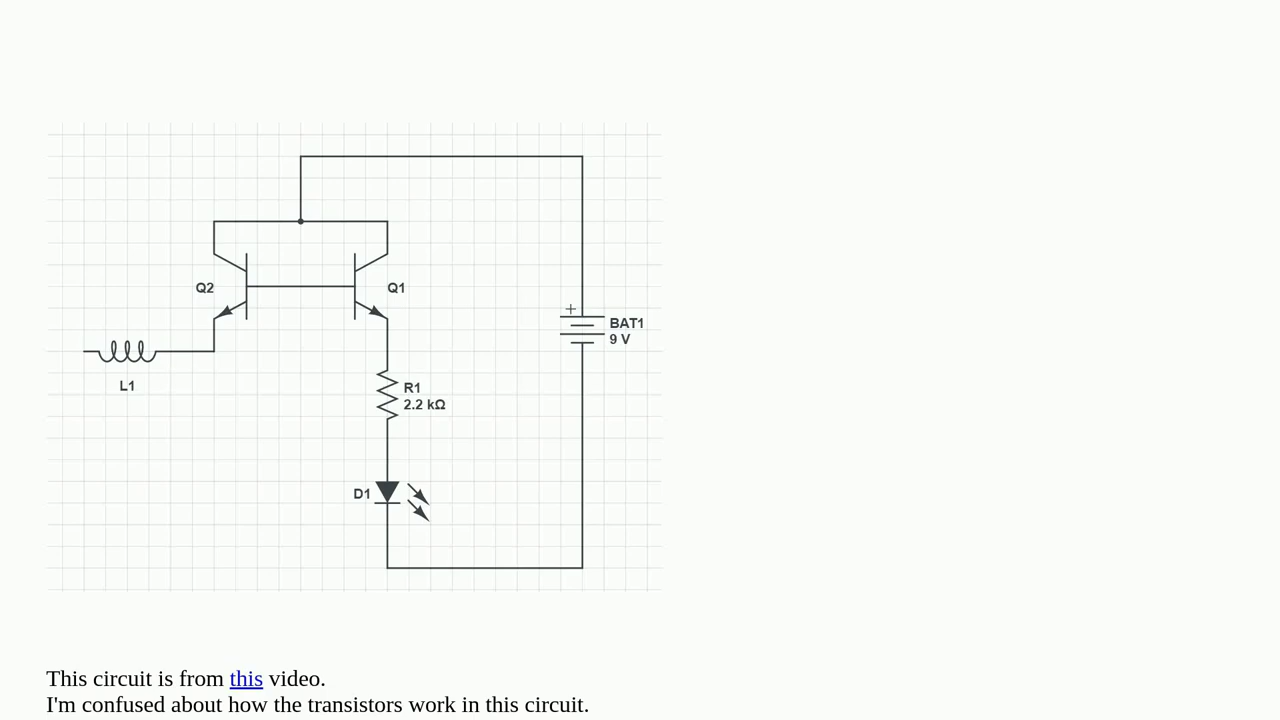 Q2
Q1
+
BAT1
9 V
L1
R1
2.2 kΩ
D1
This circuit is from this video.
I'm confused about how the transistors work in this circuit.